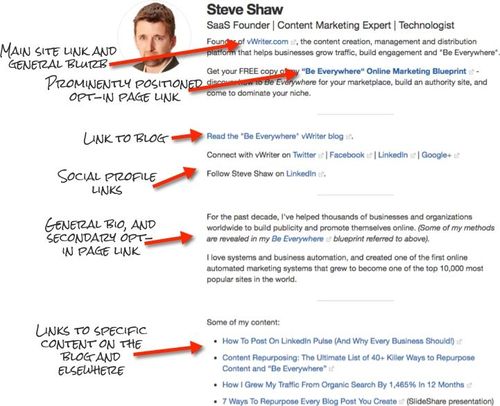 Steve Shaw
SaaS Founder | Content Marketing Expert | Technologist
Main site link and
general blurb
Founder of vWriter.com, the content creation, management and distribution
platform that helps businesses grow traffic, build engagement and "Be Everywhere".
Prominently positioned
opt-in page link
Get your FREE copy of my "Be Everywhere" Online Marketing Blueprint -
discover how to Be Everywhere for your marketplace, build an authority site, and
come to dominate your niche.
Link to blog
Read the "Be Everywhere" vWriter blog.
Connect with vWriter on Twitter | Facebook | LinkedIn | Google+
Social profile
links
Follow Steve Shaw on LinkedIn.
General bio, and
secondary opt-
in page link
For the past decade, I've helped thousands of businesses and organizations
worldwide to build publicity and promote themselves online. (Some of my methods
are revealed in my Be Everywhere blueprint referred to above).
I love systems and business automation, and created one of the first online
automated marketing systems that grew to become one of the top 10,000 most
popular sites in the world.
Links to specific
content on the
blog and
elsewhere
Some of my content:
How To Post On LinkedIn Pulse (And Why Every Business Should!)
Content Repurposing: The Ultimate List of 40+ Killer Ways to Repurpose
Content and "Be Everywhere"
How I Grew My Traffic From Organic Search By 1,465% In 12 Months
7 Ways To Repurpose Every Blog Post You Create (SlideShare presentation)